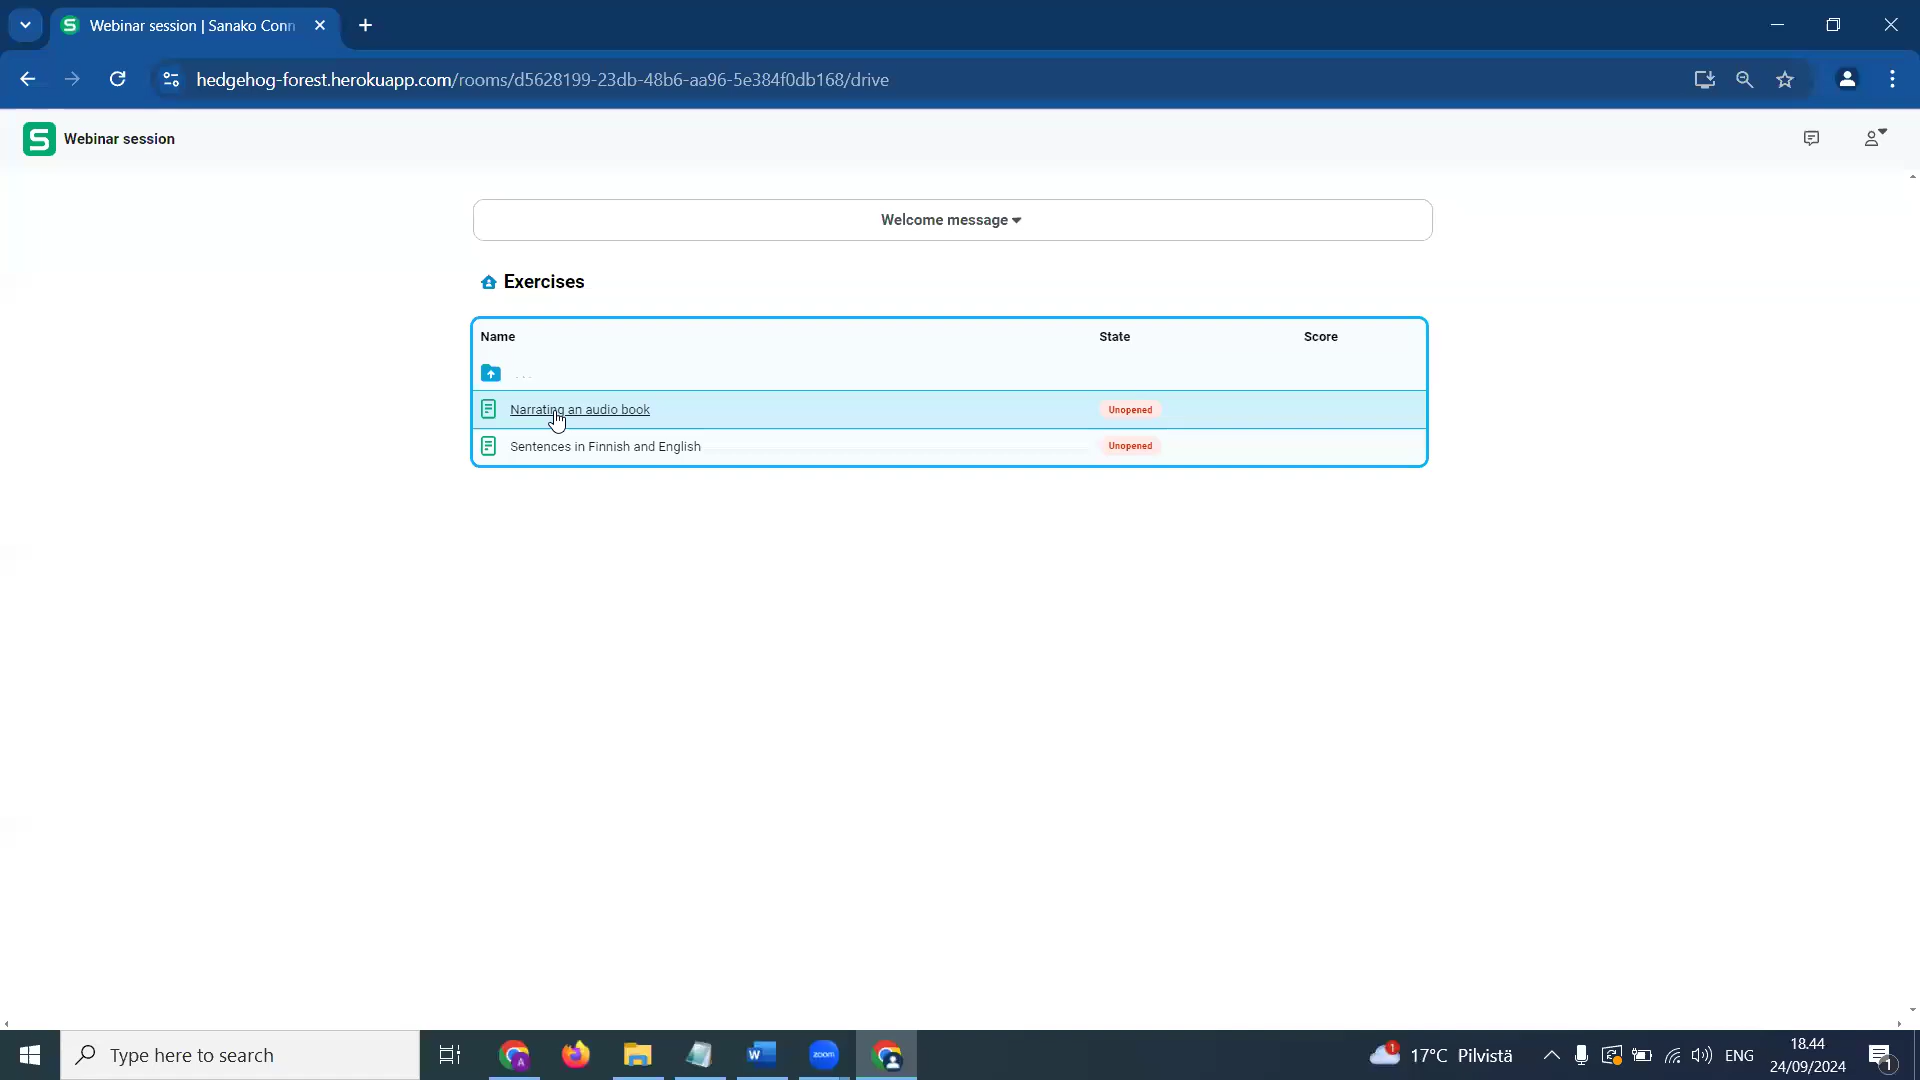 Webinar session | Sanako Conn
hedgehog-forest.herokuapp.com/rooms/d5628199-23db-48b6-aa96-5e384f0db168/drive
S Webinar session
Welcome message
Exercises
Name State Score
...
Narrating an audio book Unopened
Sentences in Finnish and English Unopened
Type here to search
17°C Pilvistä
ENG
18.44
24/09/2024